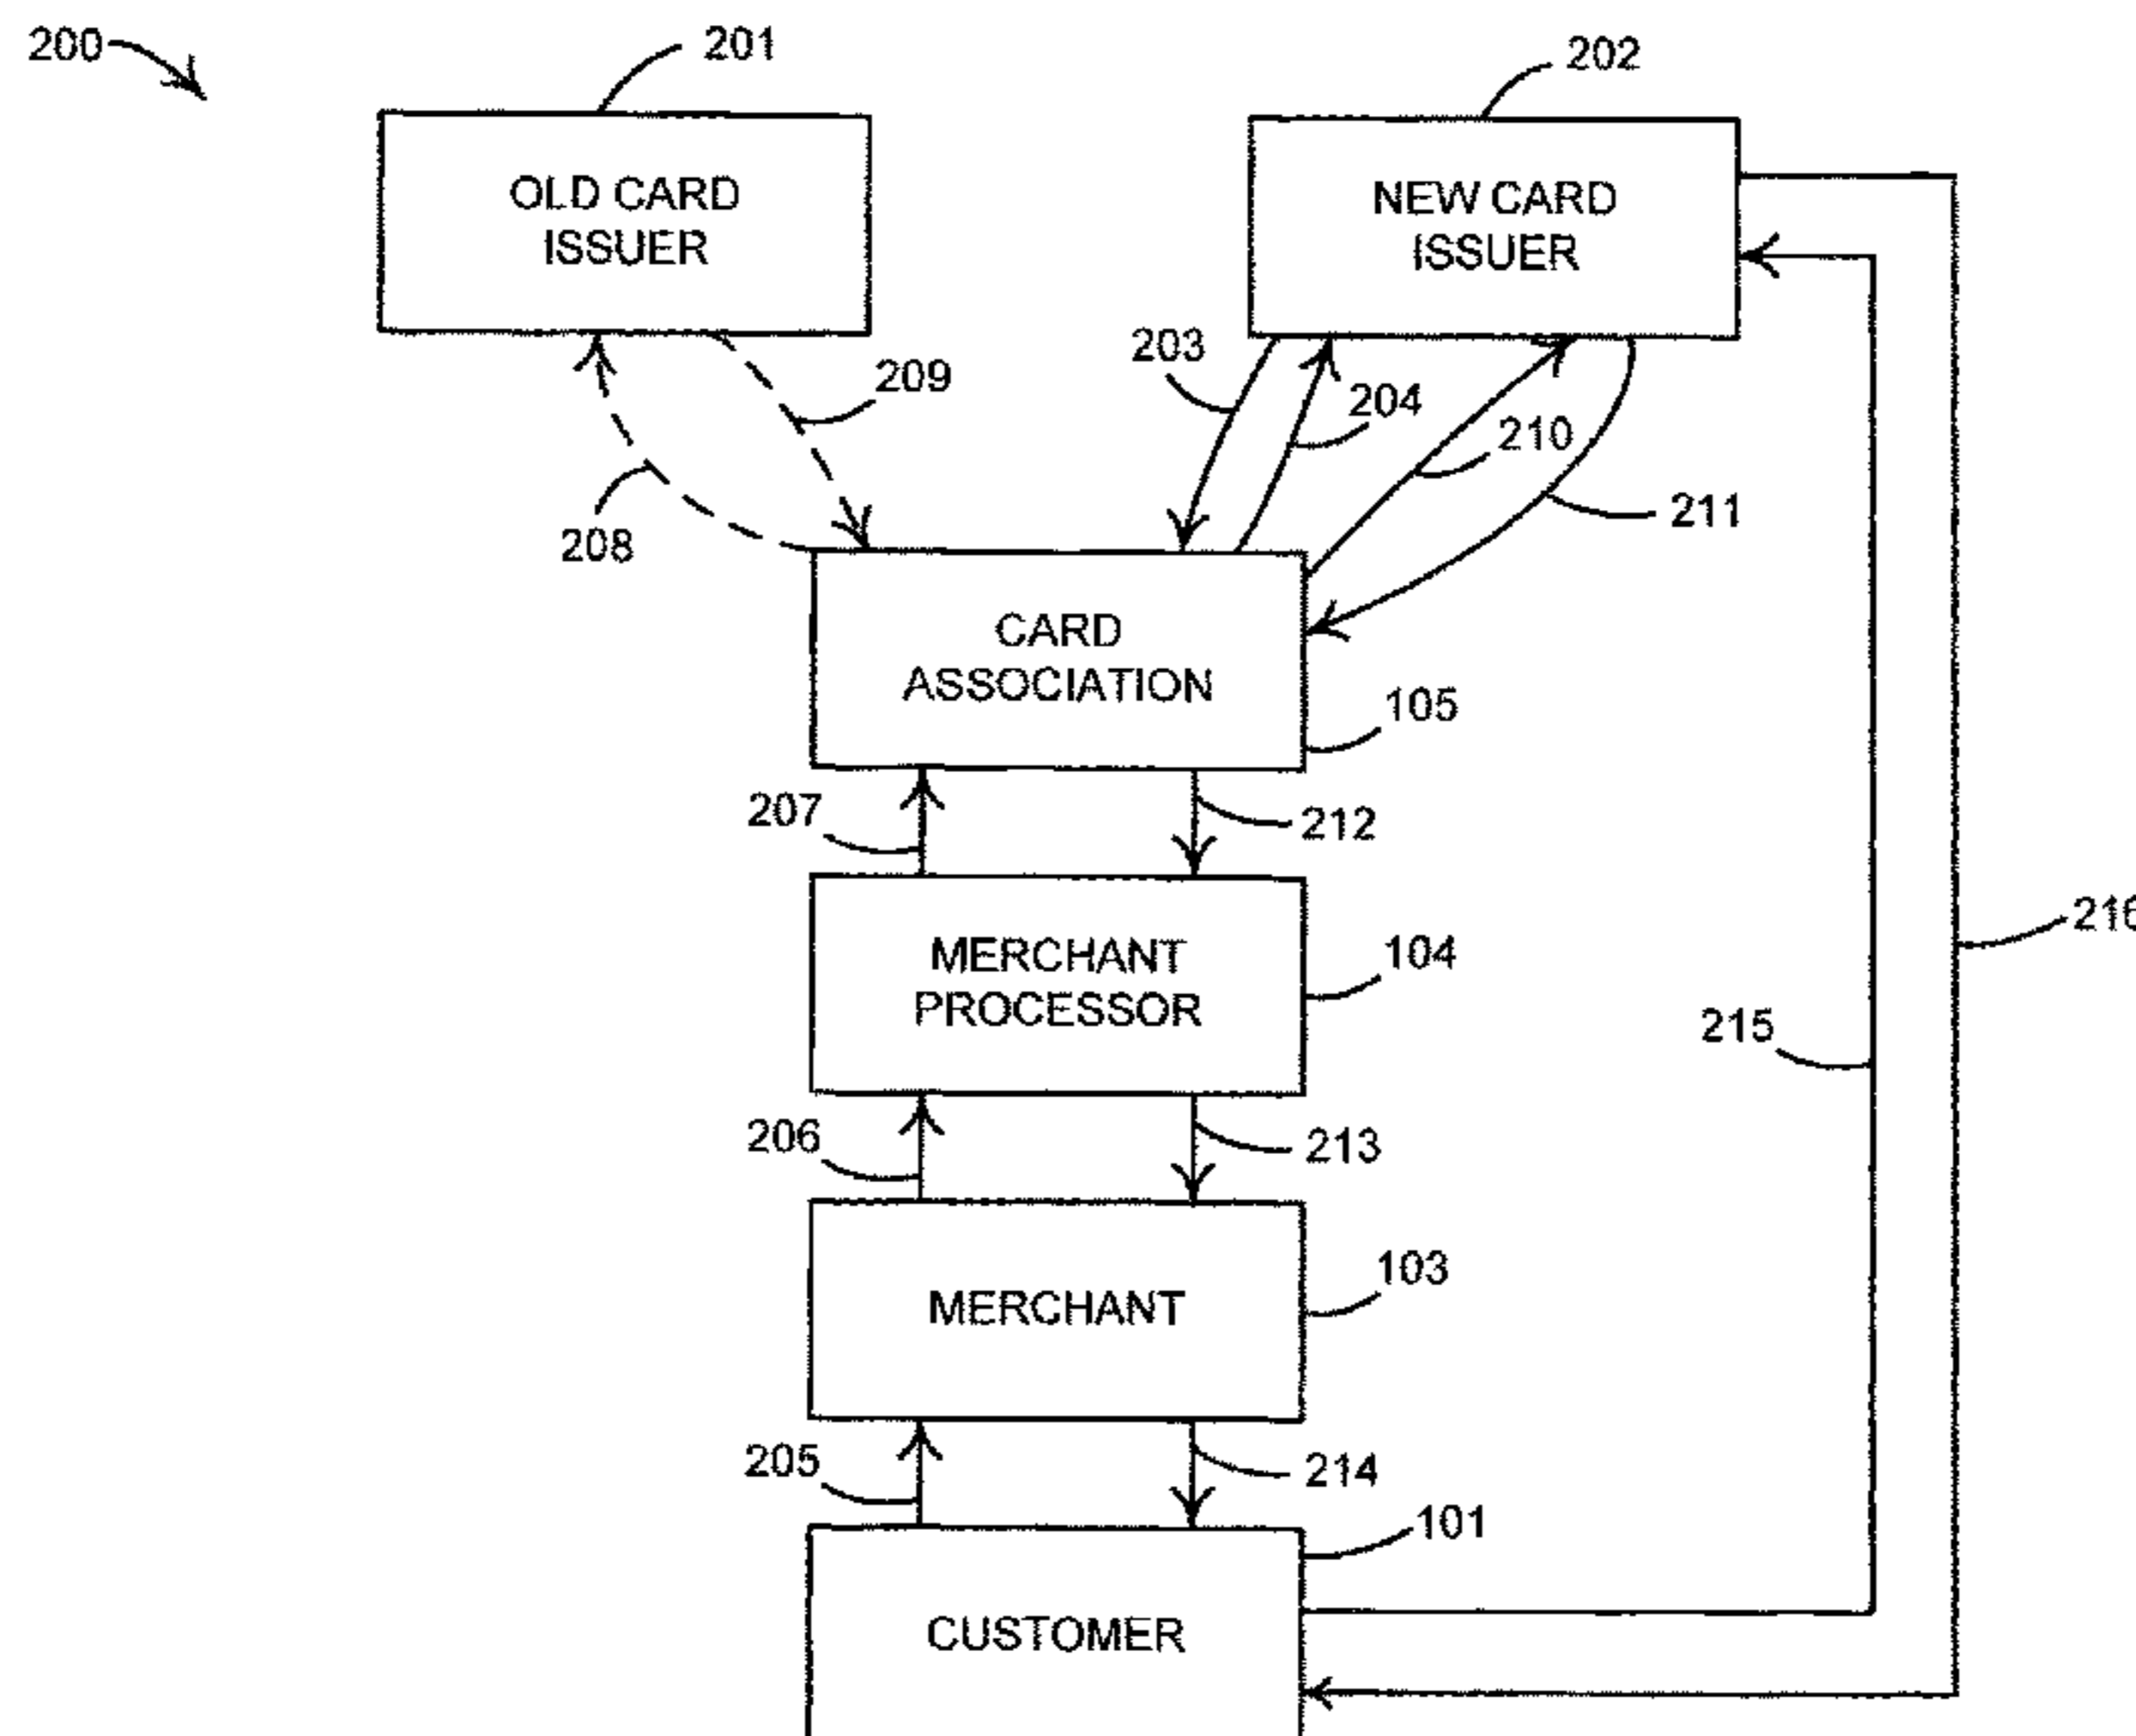 200
201
202
OLD CARD
ISSUER
NEW CARD
ISSUER
203
204
209
210
208
211
CARD
ASSOCIATION
105
207
212
MERCHANT
PROCESSOR
104
216
215
206
213
MERCHANT
103
205
214
101
CUSTOMER